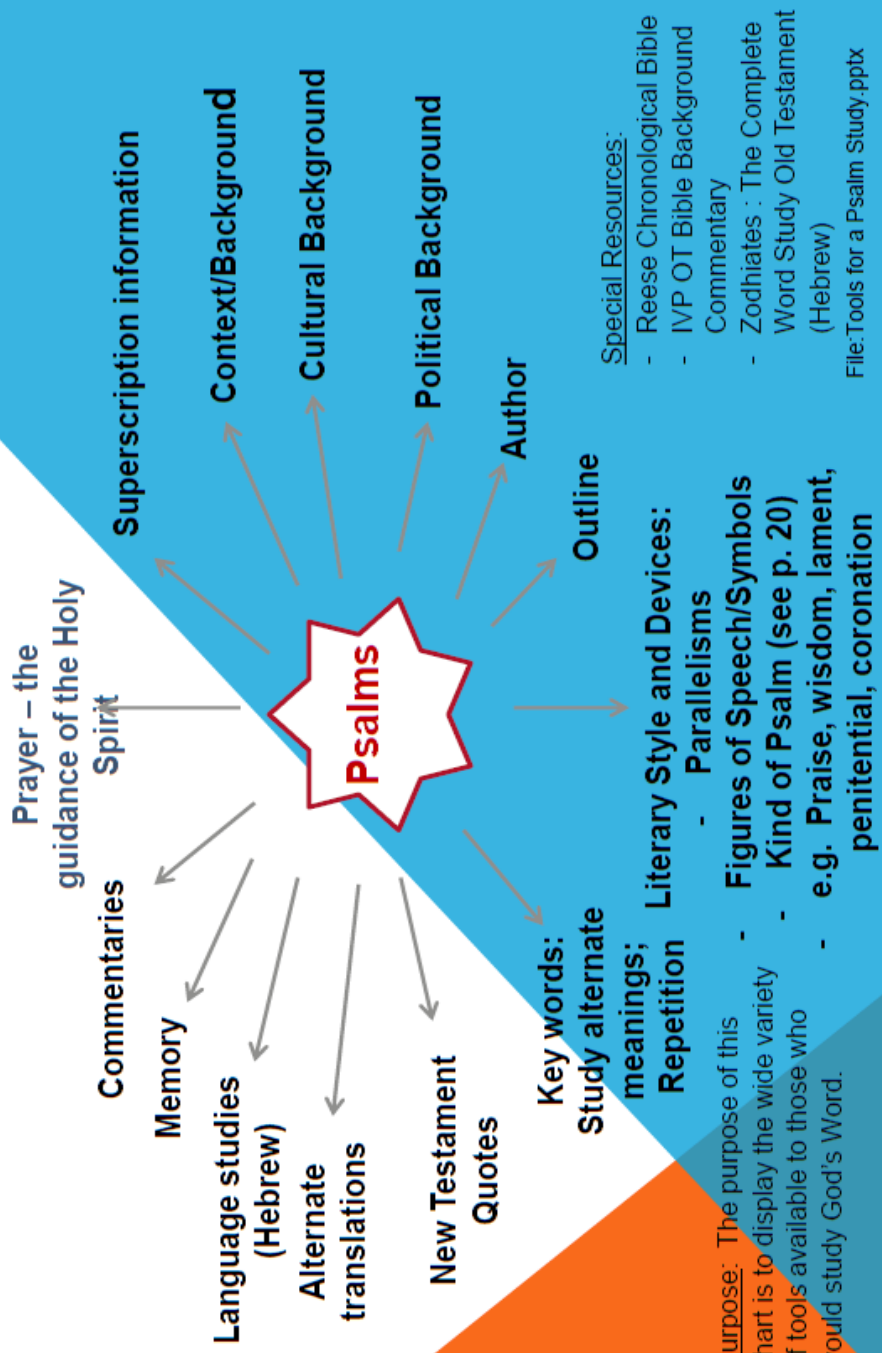 Prayer – the
guidance of the Holy
Spirit
Superscription information
Context/Background
Cultural Background
Political Background
Author
Outline
Literary Style and Devices:
- Parallelisms
- Figures of Speech/Symbols
- Kind of Psalm (see p. 20)
- e.g. Praise, wisdom, lament,
penitential, coronation
Key words:
Study alternate
meanings;
Repetition
New Testament
Quotes
Alternate
translations
Language studies
(Hebrew)
Memory
Commentaries
Psalms
urpose: The purpose of this
hart is to display the wide variety
f tools available to those who
ould study God's Word.
Special Resources:
- Reese Chronological Bible
- IVP OT Bible Background
Commentary
- Zodhiates : The Complete
Word Study Old Testament
(Hebrew)
File:Tools for a Psalm Study.pptx